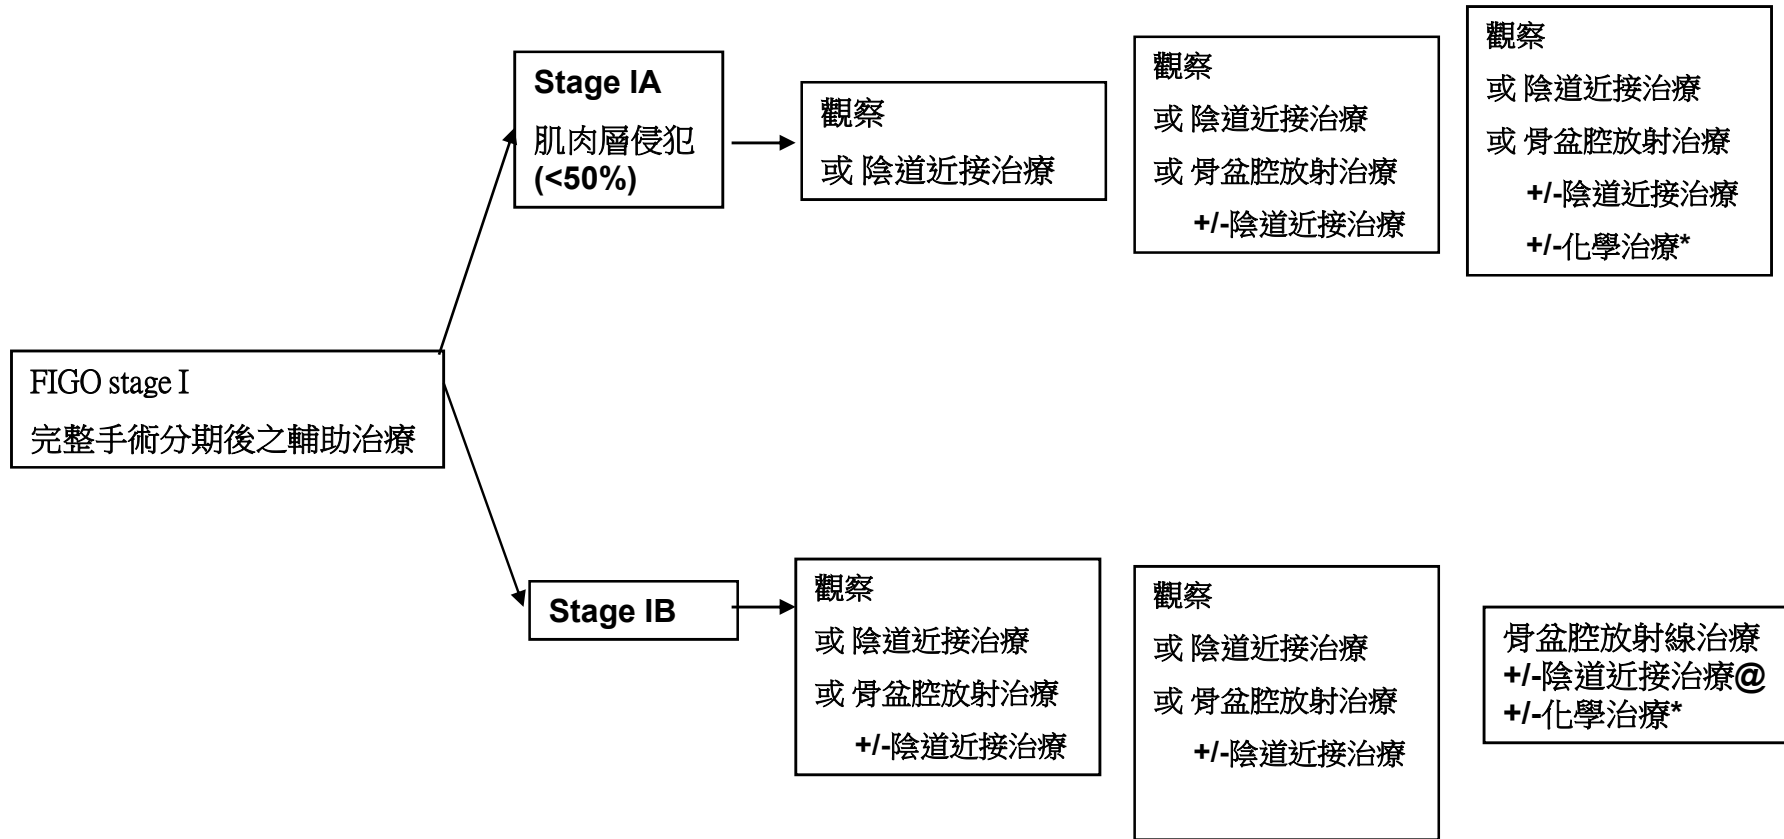 FIGO stage I
完整手術分期後之輔助治療
Stage IA
肌肉層侵犯
(<50%)
觀察
或 陰道近接治療
觀察
或 陰道近接治療
或 骨盆腔放射治療
+/-陰道近接治療
觀察
或 陰道近接治療
或 骨盆腔放射治療
+/-陰道近接治療
+/-化學治療*
Stage IB
觀察
或 陰道近接治療
或 骨盆腔放射治療
+/-陰道近接治療
觀察
或 陰道近接治療
或 骨盆腔放射治療
+/-陰道近接治療
骨盆腔放射線治療
+/-陰道近接治療@
+/-化學治療*